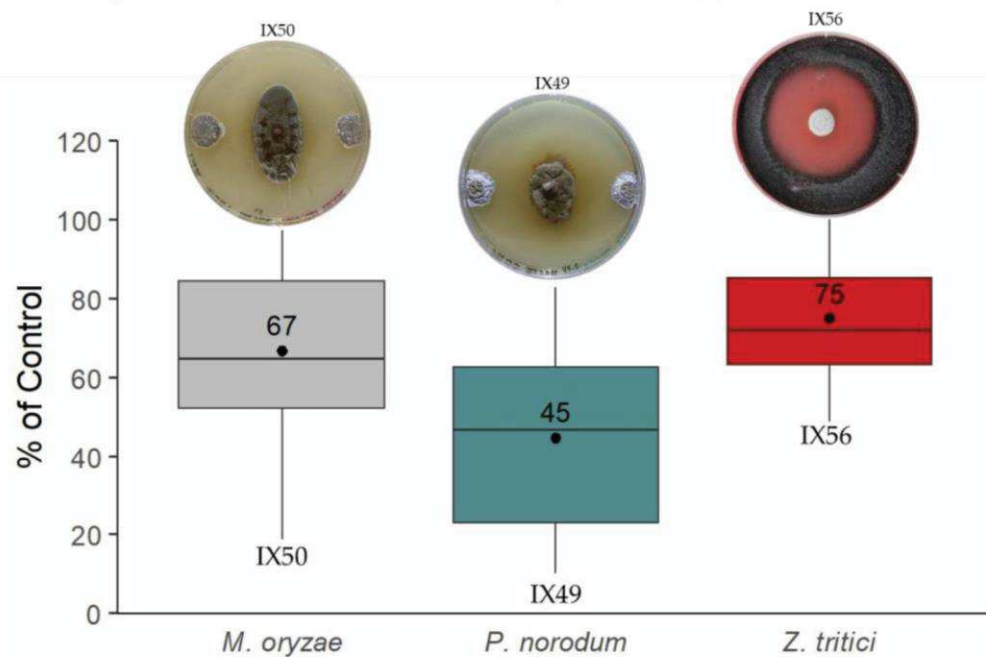 IX50
IX49
IX56
% of Control
120
100
80
60
40
20
0
67
45
75
IX50
IX49
IX56
M. oryzae
P. norodum
Z. tritici